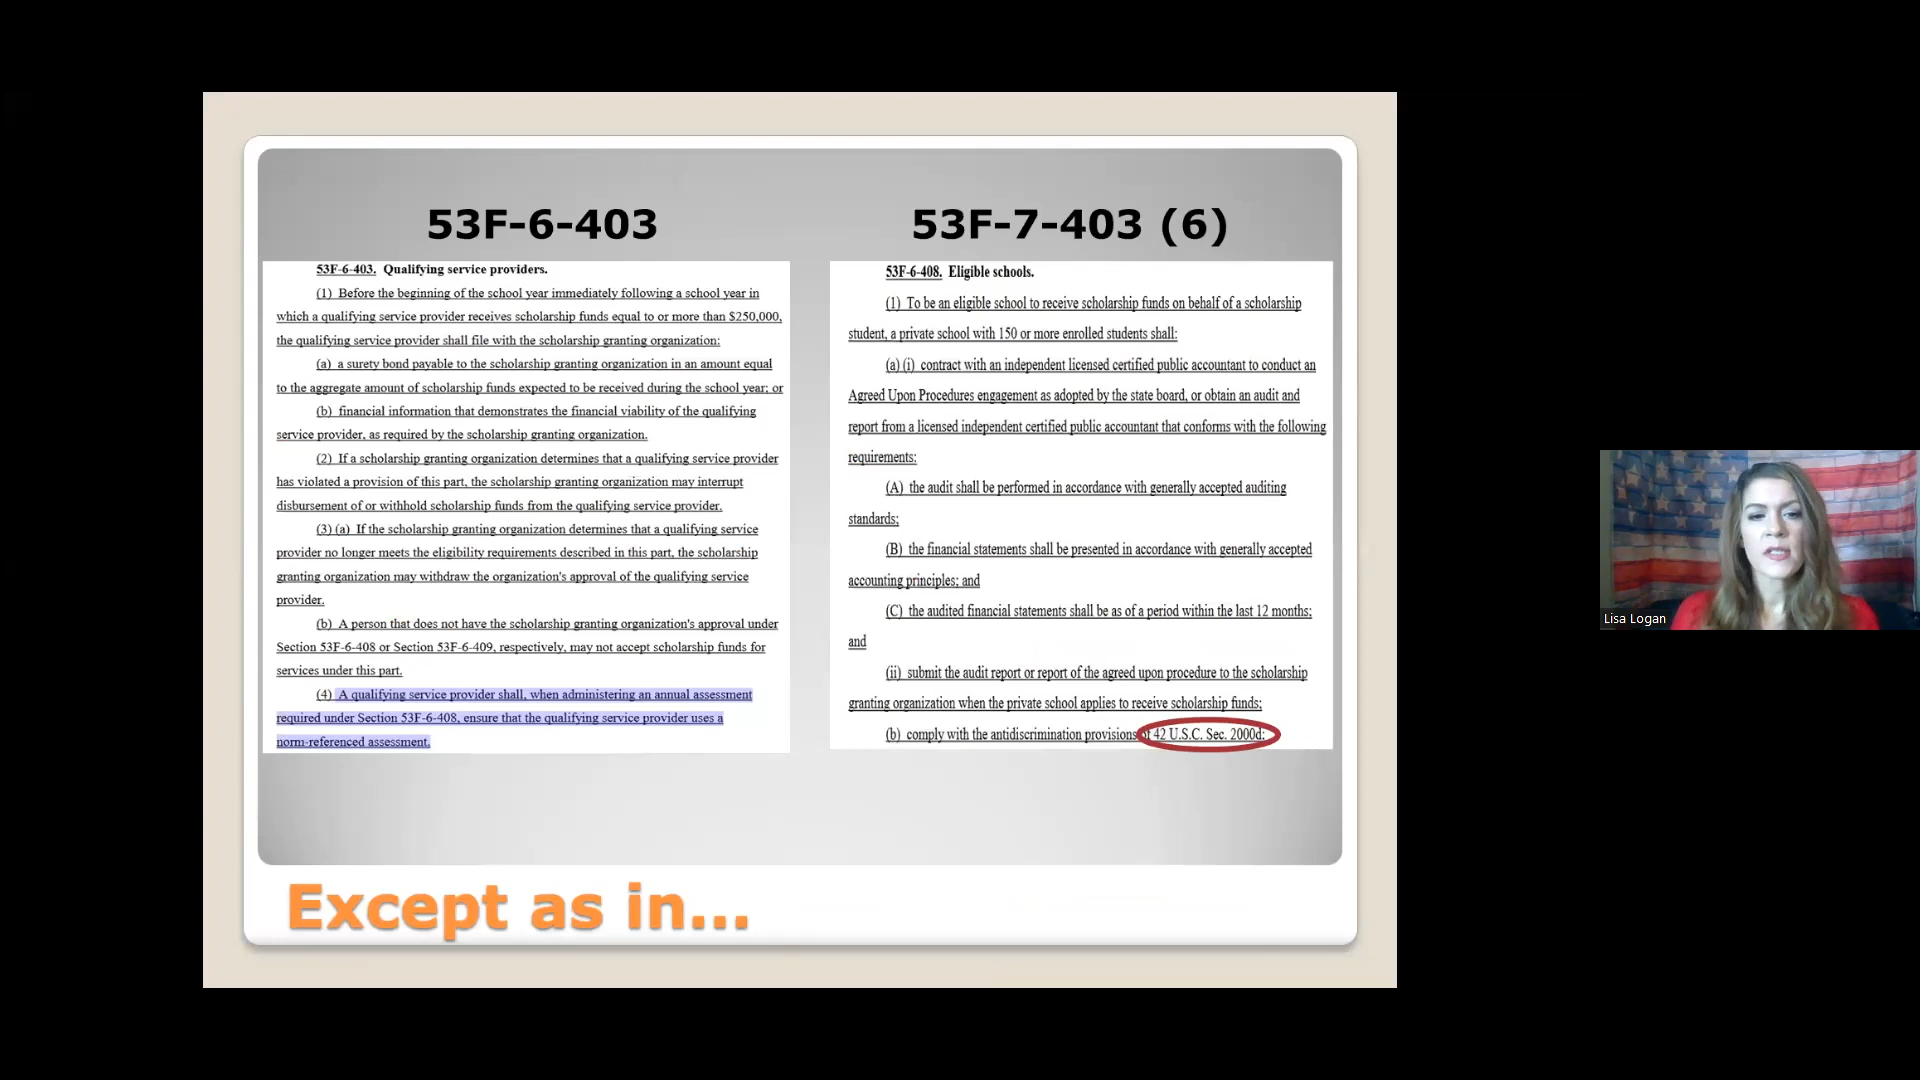 53F-6-403
53F-6-403. Qualifying service providers.
(1) Before the beginning of the school year immediately following a school year in
which a qualifying service provider receives scholarship funds equal to or more than $250,000,
the qualifying service provider shall file with the scholarship granting organization:
(a) a surety bond payable to the scholarship granting organization in an amount equal
to the aggregate amount of scholarship funds expected to be received during the school year; or
(b) financial information that demonstrates the financial viability of the qualifying
service provider, as required by the scholarship granting organization.
(2) If a scholarship granting organization determines that a qualifying service provider
has violated a provision of this part, the scholarship granting organization may interrupt
disbursement of or withhold scholarship funds from the qualifying service provider.
(3) (a) If the scholarship granting organization determines that a qualifying service
provider no longer meets the eligibility requirements described in this part, the scholarship
granting organization may withdraw the organization's approval of the qualifying service
provider.
(b) A person that does not have the scholarship granting organization's approval under
Section 53F-6-408 or Section 53F-6-409, respectively, may not accept scholarship funds for
services under this part.
(4) A qualifying service provider shall, when administering an annual assessment
required under Section 53F-6-408, ensure that the qualifying service provider uses a
norm-referenced assessment.
53F-7-403 (6)
53F-6-408. Eligible schools.
(1) To be an eligible school to receive scholarship funds on behalf of a scholarship
student, a private school with 150 or more enrolled students shall:
(a) (i) contract with an independent licensed certified public accountant to conduct an
Agreed Upon Procedures engagement as adopted by the state board, or obtain an audit and
report from a licensed independent certified public accountant that conforms with the following
requirements:
(A) the audit shall be performed in accordance with generally accepted auditing
standards;
(B) the financial statements shall be presented in accordance with generally accepted
accounting principles; and
(C) the audited financial statements shall be as of a period within the last 12 months;
and
(ii) submit the audit report or report of the agreed upon procedure to the scholarship
granting organization when the private school applies to receive scholarship funds;
(b) comply with the antidiscrimination provisions of 42 U.S.C. Sec. 2000d;
Except as in...
Lisa Logan